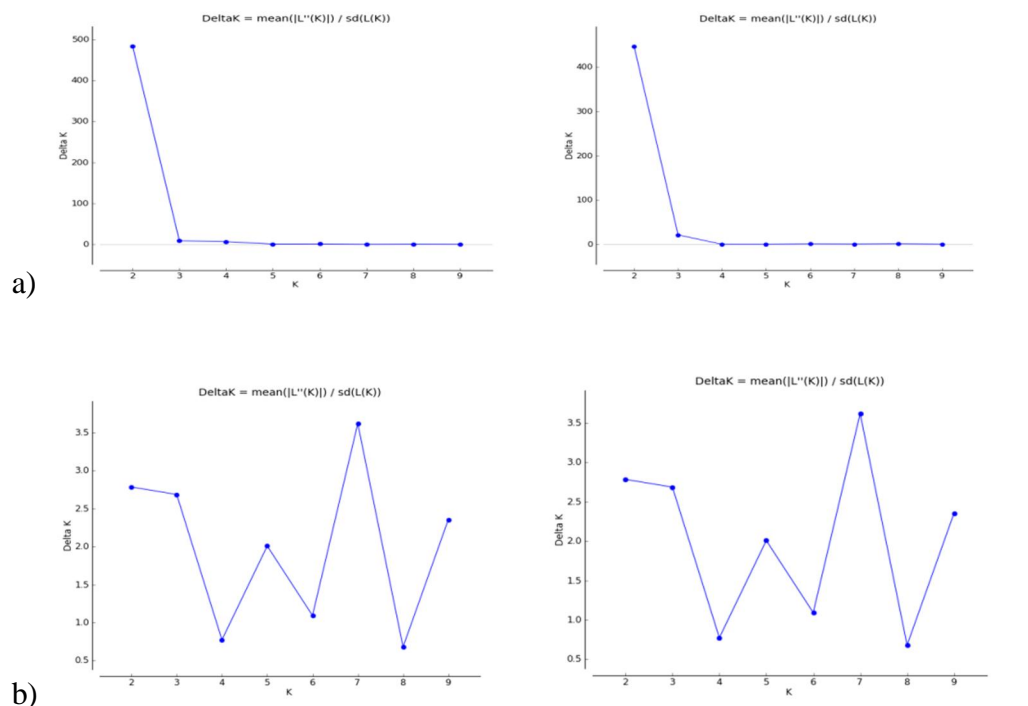 DeltaK = mean(|L''(K)|) / sd(L(K))
500
400
300
200
100
0
Delta K
2 3 4 5 6 7 8 9
K
DeltaK = mean(|L''(K)|) / sd(L(K))
400
300
200
100
0
Delta K
2 3 4 5 6 7 8 9
K
a)
DeltaK = mean(|L''(K)|) / sd(L(K))
3.5
3.0
2.5
2.0
1.5
1.0
0.5
Delta K
2 3 4 5 6 7 8 9
K
DeltaK = mean(|L''(K)|) / sd(L(K))
3.5
3.0
2.5
2.0
1.5
1.0
0.5
Delta K
2 3 4 5 6 7 8 9
K
b)